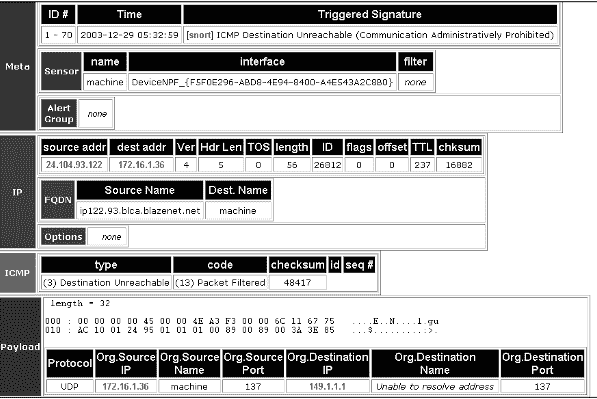 ID # Time Triggered Signature
1 - 70 2003-12-29 05:32:59 [snort] ICMP Destination Unreachable (Communication Administratively Prohibited)
Meta
Sensor name interface filter
machine DeviceNPF_{F5F0E296-ABD8-4E94-8400-A4E543A2C8B0} none
Alert Group none
IP
source addr dest addr Ver Hdr Len TOS length ID flags offset TTL chksum
24.104.93.122 172.16.1.36 4 5 0 56 26812 0 0 237 16882
FQDN Source Name Dest. Name
ip122.93.blca.blazenet.net machine
Options none
ICMP
type code checksum id seq #
(3) Destination Unreachable (13) Packet Filtered 48417
Payload
length = 32
000 : 00 00 00 00 45 00 00 4E A3 F3 00 00 6C 11 67 75 ....E..N....l.gu
010 : AC 10 01 24 95 01 01 01 00 89 00 89 00 3A 3E 85 ...$.........:>.
Protocol Org.Source IP Org.Source Name Org.Source Port Org.Destination IP Org.Destination Name Org.Destination Port
UDP 172.16.1.36 machine 137 149.1.1.1 Unable to resolve address 137